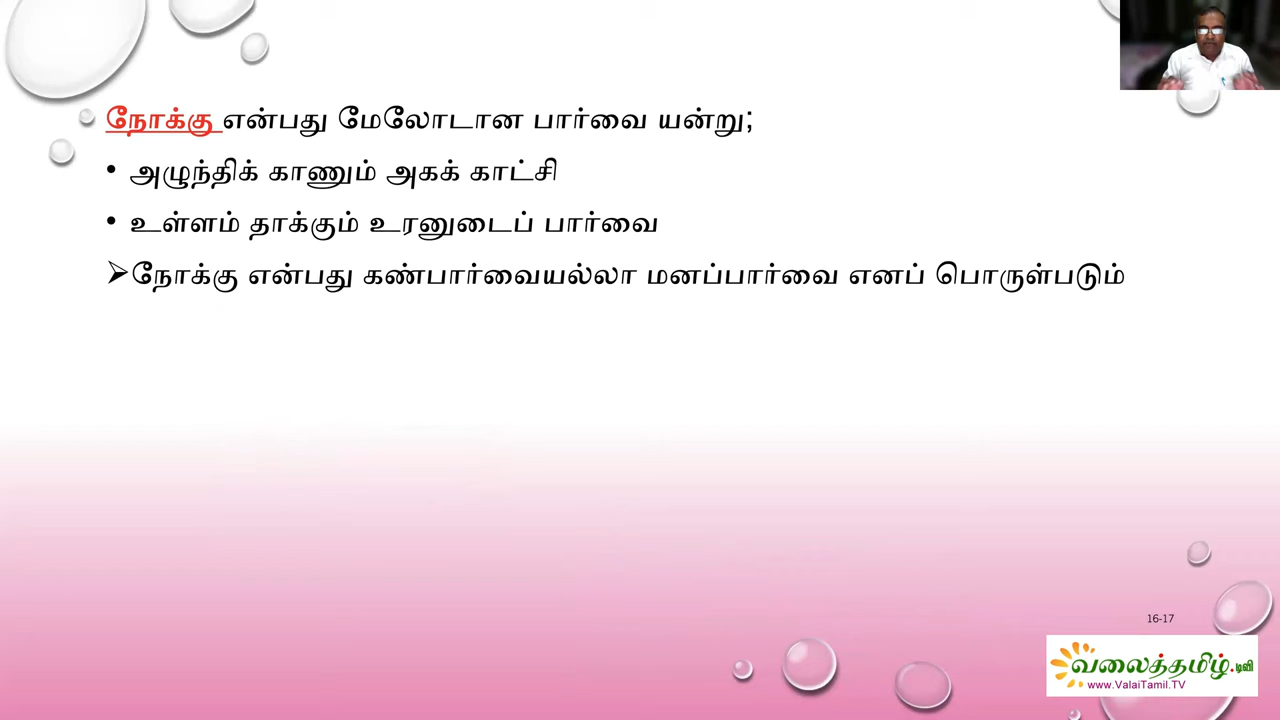 நோக்கு என்பது மேலோடான பார்வை யன்று;
• அழுந்திக் காணும் அகக் காட்சி
• உள்ளம் தாக்கும் உரனுடைப் பார்வை
➢நோக்கு என்பது கண்பார்வையல்லா மனப்பார்வை எனப் பொருள்படும்
16-17
வலைத்தமிழ்.டிவி
www.ValaiTamil.TV